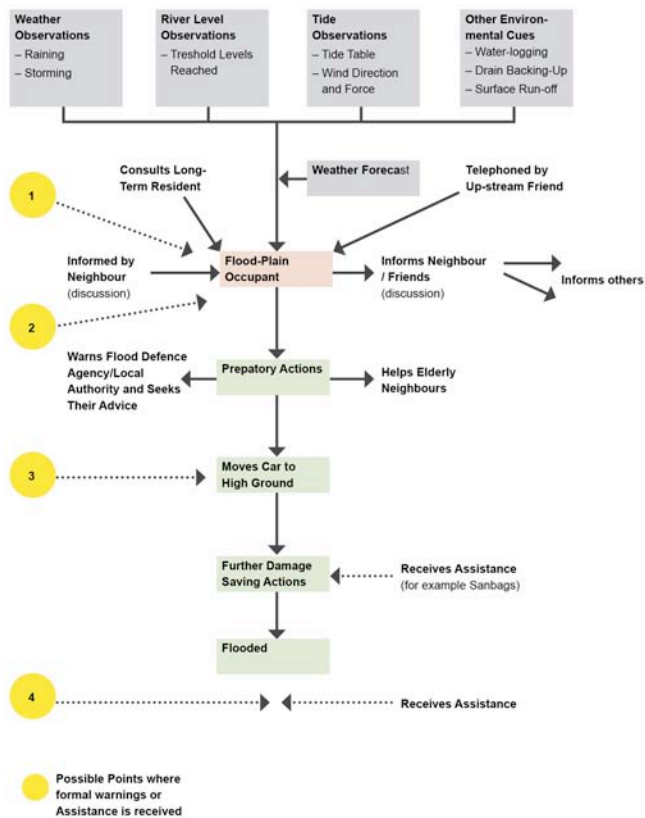 Weather
Observations
– Raining
– Storming
River Level
Observations
– Treshold Levels
Reached
Tide
Observations
– Tide Table
– Wind Direction
and Force
Other Environ-
mental Cues
– Water-logging
– Drain Backing-Up
– Surface Run-off
Consults Long-
Term Resident
Weather Forecast
Telephoned by
Up-stream Friend
1
Informed by
Neighbour
(discussion)
Flood-Plain
Occupant
Informs Neighbour
/ Friends
(discussion)
Informs others
2
Warns Flood Defence
Agency/Local
Authority and Seeks
Their Advice
Prepatory Actions
Helps Elderly
Neighbours
3
Moves Car to
High Ground
Further Damage
Saving Actions
Receives Assistance
(for example Sanbags)
Flooded
4
Receives Assistance
Possible Points where
formal warnings or
Assistance is received